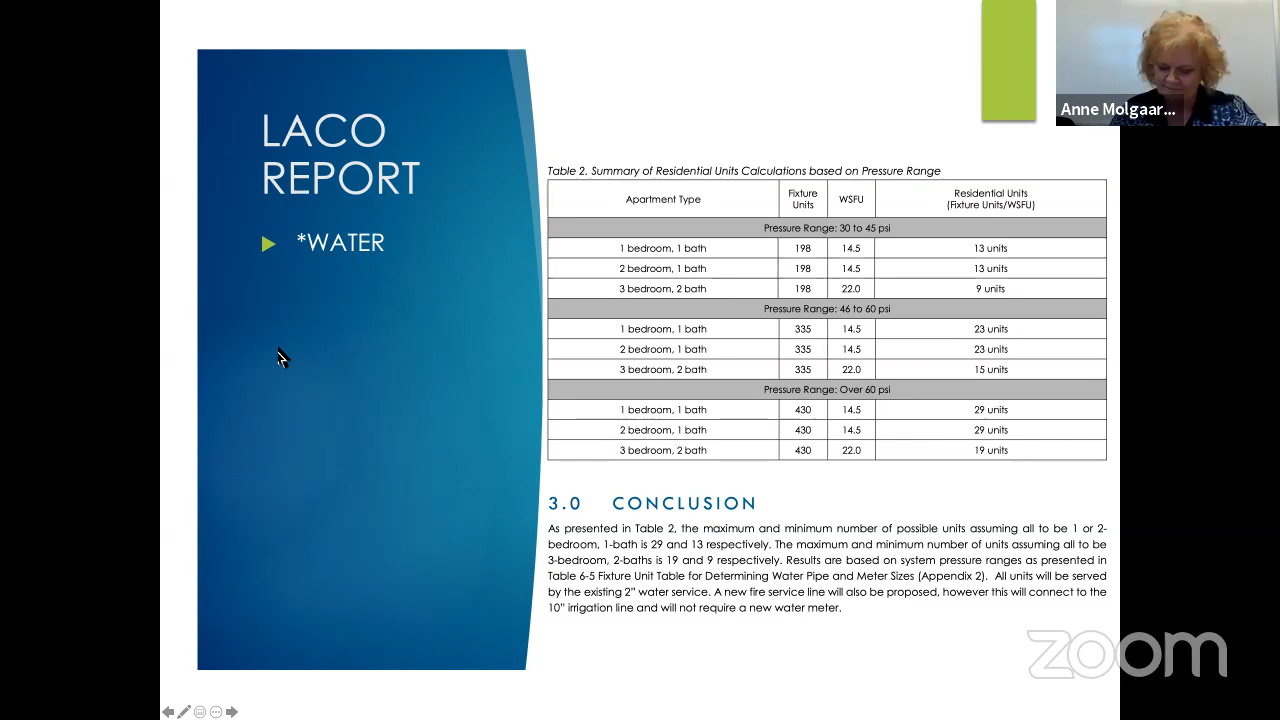 LACO
REPORT
*WATER
Anne Molgaar...
Table 2. Summary of Residential Units Calculations based on Pressure Range
Apartment Type Fixture Units WSFU Residential Units (Fixture Units/WSFU)
Pressure Range: 30 to 45 psi
1 bedroom, 1 bath 198 14.5 13 units
2 bedroom, 1 bath 198 14.5 13 units
3 bedroom, 2 bath 198 22.0 9 units
Pressure Range: 46 to 60 psi
1 bedroom, 1 bath 335 14.5 23 units
2 bedroom, 1 bath 335 14.5 23 units
3 bedroom, 2 bath 335 22.0 15 units
Pressure Range: Over 60 psi
1 bedroom, 1 bath 430 14.5 29 units
2 bedroom, 1 bath 430 14.5 29 units
3 bedroom, 2 bath 430 22.0 19 units
3.0 CONCLUSION
As presented in Table 2, the maximum and minimum number of possible units assuming all to be 1 or 2-
bedroom, 1-bath is 29 and 13 respectively. The maximum and minimum number of units assuming all to be
3-bedroom, 2-baths is 19 and 9 respectively. Results are based on system pressure ranges as presented in
Table 6-5 Fixture Unit Table for Determining Water Pipe and Meter Sizes (Appendix 2). All units will be served
by the existing 2" water service. A new fire service line will also be proposed, however this will connect to the
10" irrigation line and will not require a new water meter.
zoom